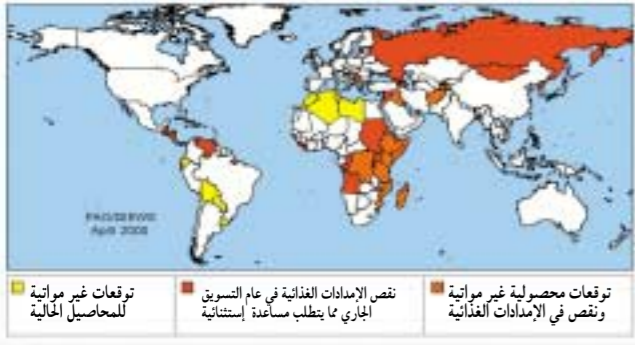 FAO/GIEWS
April 2000
توقعات محصولية غير مواتية
ونقص في الإمدادات الغذائية
نقص الإمدادات الغذائية في عام التسويق
الجاري مما يتطلب مساعدة إستثنائية
توقعات غير مواتية
للمحاصيل الحالية